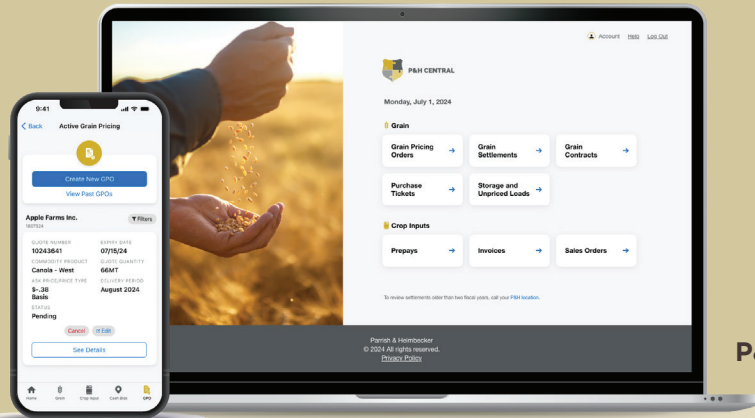 9:41
Back
Active Grain Pricing
Create New GPO
View Past GPOs
Apple Farms Inc.
Filters
QUOTE NUMBER
EXPIRY DATE
10243641
07/15/24
COMMODITY PRODUCT
QUOTE QUANTITY
Canola - West
66MT
ASK PRICE/PRICE TYPE
DELIVERY PERIOD
$-.38
August 2024
Basis
STATUS
Pending
Cancel
Edit
See Details
Home
Grain
Crop Input
Cash Bids
GPO
Account Help Log Out
P&H CENTRAL
Monday, July 1, 2024
Grain
Grain Pricing
Orders
Grain
Settlements
Grain
Contracts
Purchase
Tickets
Storage and
Unpriced Loads
Crop Inputs
Prepays
Invoices
Sales Orders
To review settlements older than two fiscal years, call your P&H location.
Parrish & Heimbecker
© 2024 All rights reserved.
Privacy Policy